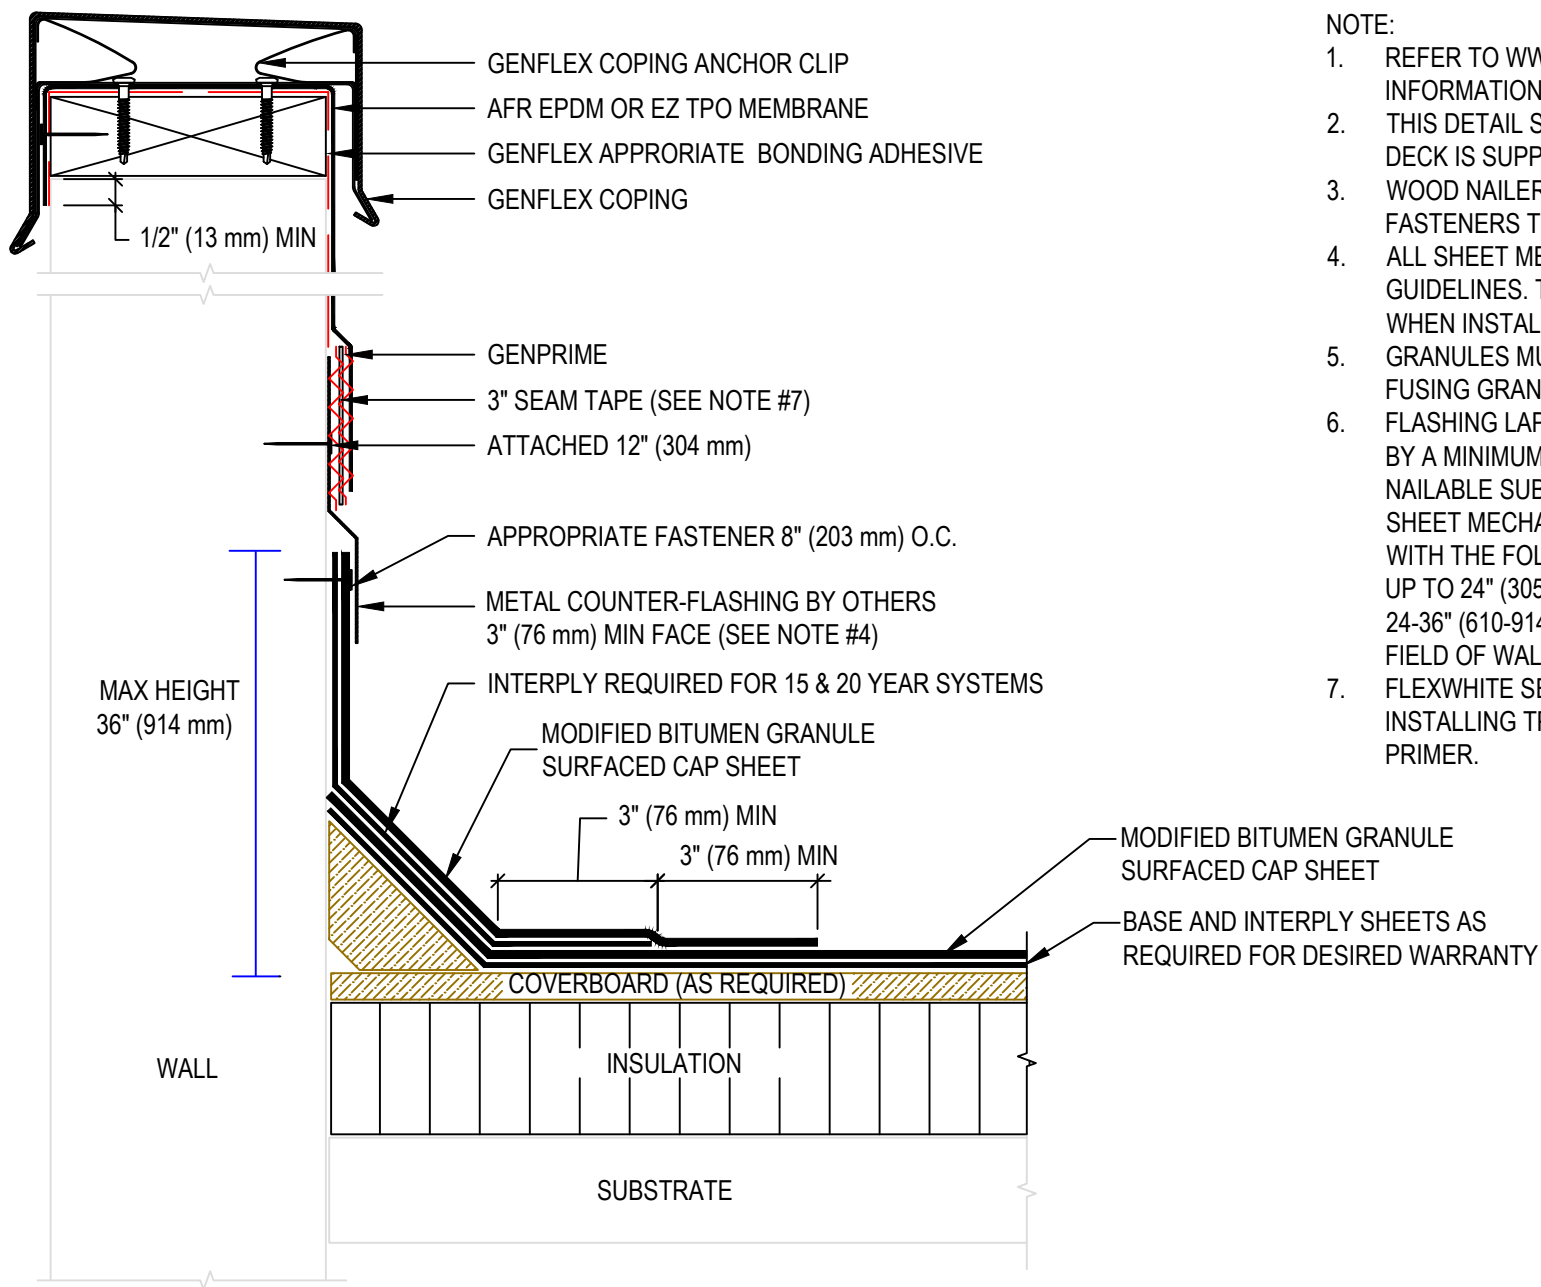 GENFLEX COPING ANCHOR CLIP
AFR EPDM OR EZ TPO MEMBRANE
GENFLEX APPRORIATE BONDING ADHESIVE
GENFLEX COPING
1/2" (13 mm) MIN
GENPRIME
3" SEAM TAPE (SEE NOTE #7)
ATTACHED 12" (304 mm)
APPROPRIATE FASTENER 8" (203 mm) O.C.
METAL COUNTER-FLASHING BY OTHERS
3" (76 mm) MIN FACE (SEE NOTE #4)
INTERPLY REQUIRED FOR 15 & 20 YEAR SYSTEMS
MAX HEIGHT
36" (914 mm)
MODIFIED BITUMEN GRANULE
SURFACED CAP SHEET
3" (76 mm) MIN
3" (76 mm) MIN
MODIFIED BITUMEN GRANULE
SURFACED CAP SHEET
BASE AND INTERPLY SHEETS AS
REQUIRED FOR DESIRED WARRANTY
COVERBOARD (AS REQUIRED)
INSULATION
WALL
SUBSTRATE
NOTE:
1. REFER TO WW
INFORMATION
2. THIS DETAIL S
DECK IS SUPP
3. WOOD NAILER
FASTENERS T
4. ALL SHEET ME
GUIDELINES. T
WHEN INSTAL
5. GRANULES MU
FUSING GRAN
6. FLASHING LAP
BY A MINIMUM
NAILABLE SUB
SHEET MECHA
WITH THE FOL
UP TO 24" (305
24-36" (610-914
FIELD OF WAL
7. FLEXWHITE SE
INSTALLING TP
PRIMER.